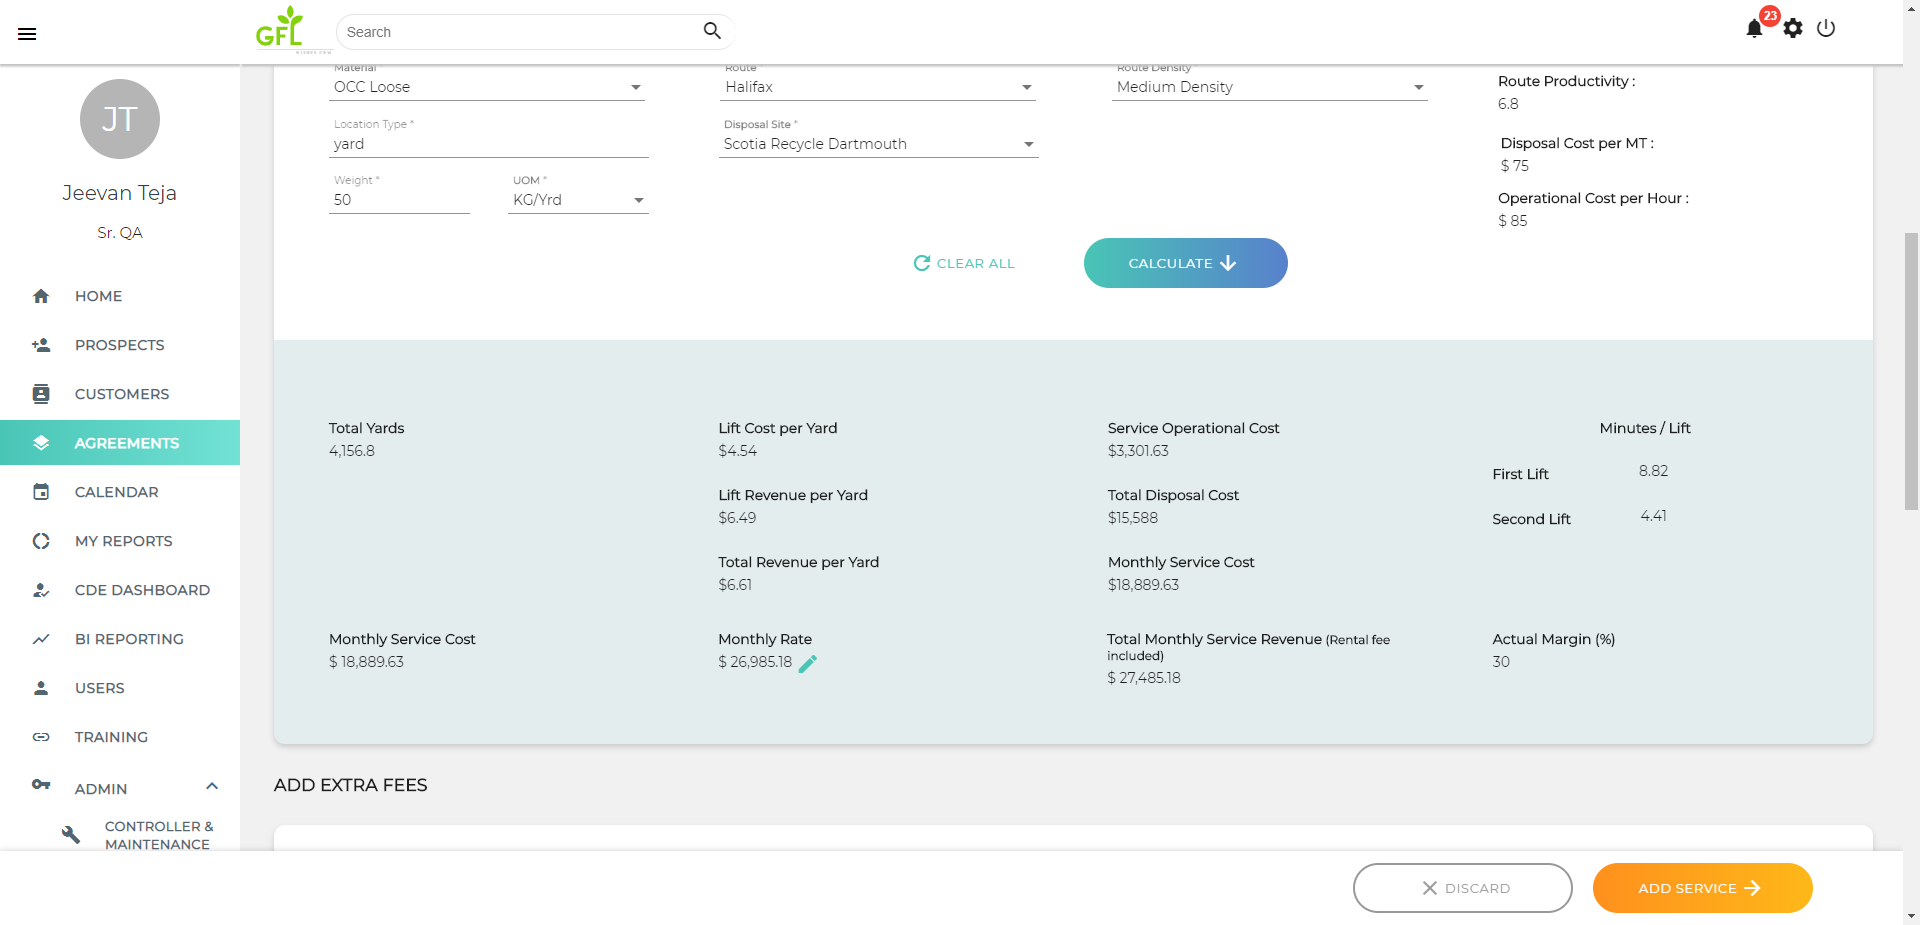 GFL
Search
23
JT
Jeevan Teja
Sr. QA
HOME
PROSPECTS
CUSTOMERS
AGREEMENTS
CALENDAR
MY REPORTS
CDE DASHBOARD
BI REPORTING
USERS
TRAINING
ADMIN
CONTROLLER &
MAINTENANCE
Material *
OCC Loose
Route *
Halifax
Route Density *
Medium Density
Route Productivity :
6.8
Location Type *
yard
Disposal Site *
Scotia Recycle Dartmouth
Disposal Cost per MT :
$ 75
Weight *
50
UOM *
KG/Yrd
Operational Cost per Hour :
$ 85
CLEAR ALL
CALCULATE
Total Yards
4,156.8
Lift Cost per Yard
$4.54
Service Operational Cost
$3,301.63
Minutes / Lift
First Lift
8.82
Lift Revenue per Yard
$6.49
Total Disposal Cost
$15,588
Second Lift
4.41
Total Revenue per Yard
$6.61
Monthly Service Cost
$18,889.63
Monthly Service Cost
$ 18,889.63
Monthly Rate
$ 26,985.18
Total Monthly Service Revenue (Rental fee
included)
$ 27,485.18
Actual Margin (%)
30
ADD EXTRA FEES
DISCARD
ADD SERVICE